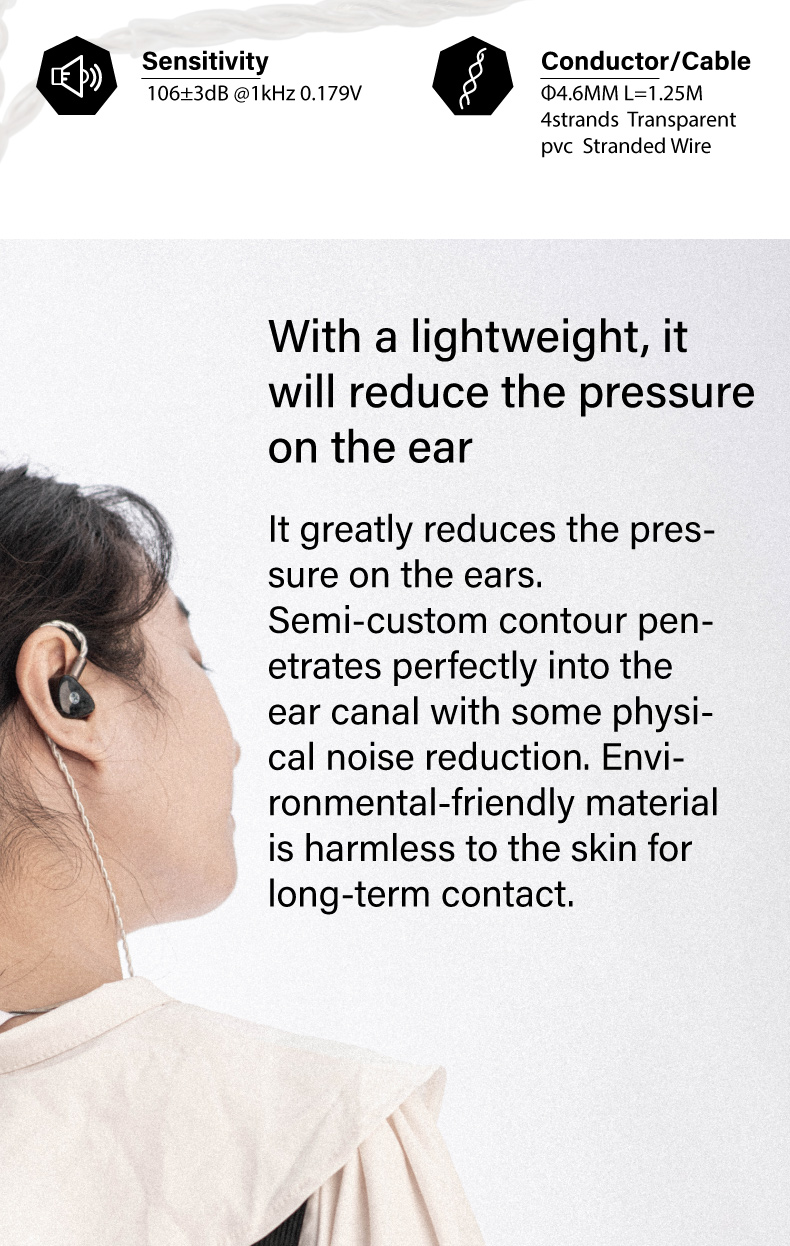 Sensitivity
106±3dB @1kHz 0.179V
Conductor/Cable
Φ4.6MM L=1.25M
4strands Transparent
pvc Stranded Wire
With a lightweight, it
will reduce the pressure
on the ear
It greatly reduces the pres-
sure on the ears.
Semi-custom contour pen-
etrates perfectly into the
ear canal with some physi-
cal noise reduction. Envi-
ronmental-friendly material
is harmless to the skin for
long-term contact.